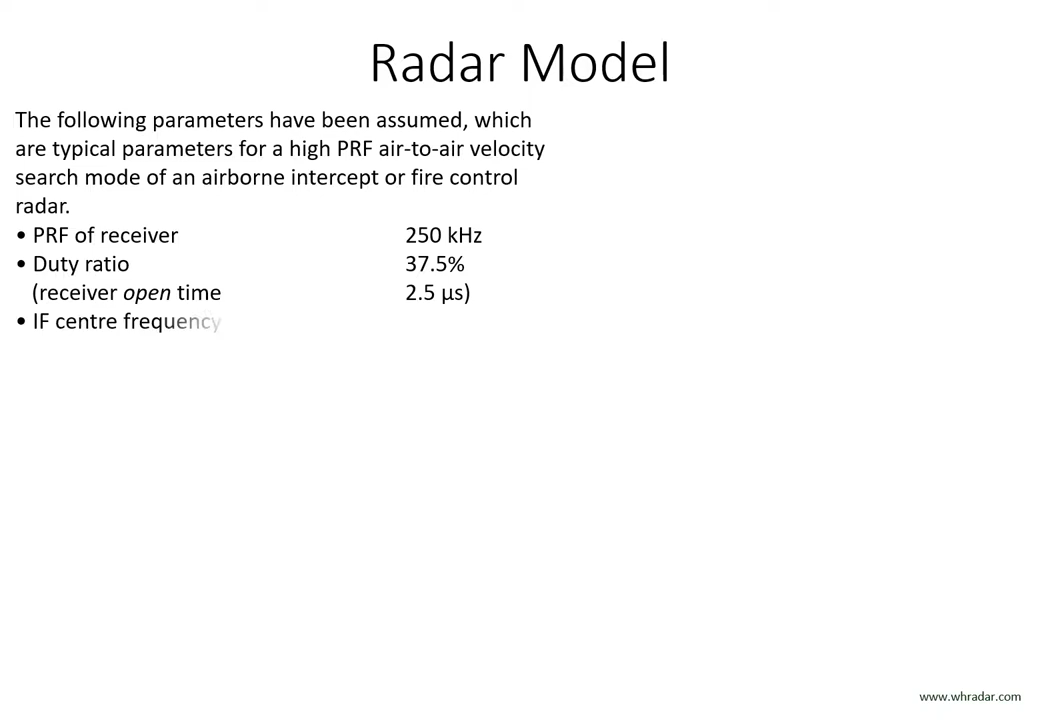 Radar Model
The following parameters have been assumed, which
are typical parameters for a high PRF air-to-air velocity
search mode of an airborne intercept or fire control
radar.
• PRF of receiver 250 kHz
• Duty ratio 37.5%
(receiver open time 2.5 µs)
• IF centre frequency
www.whradar.com